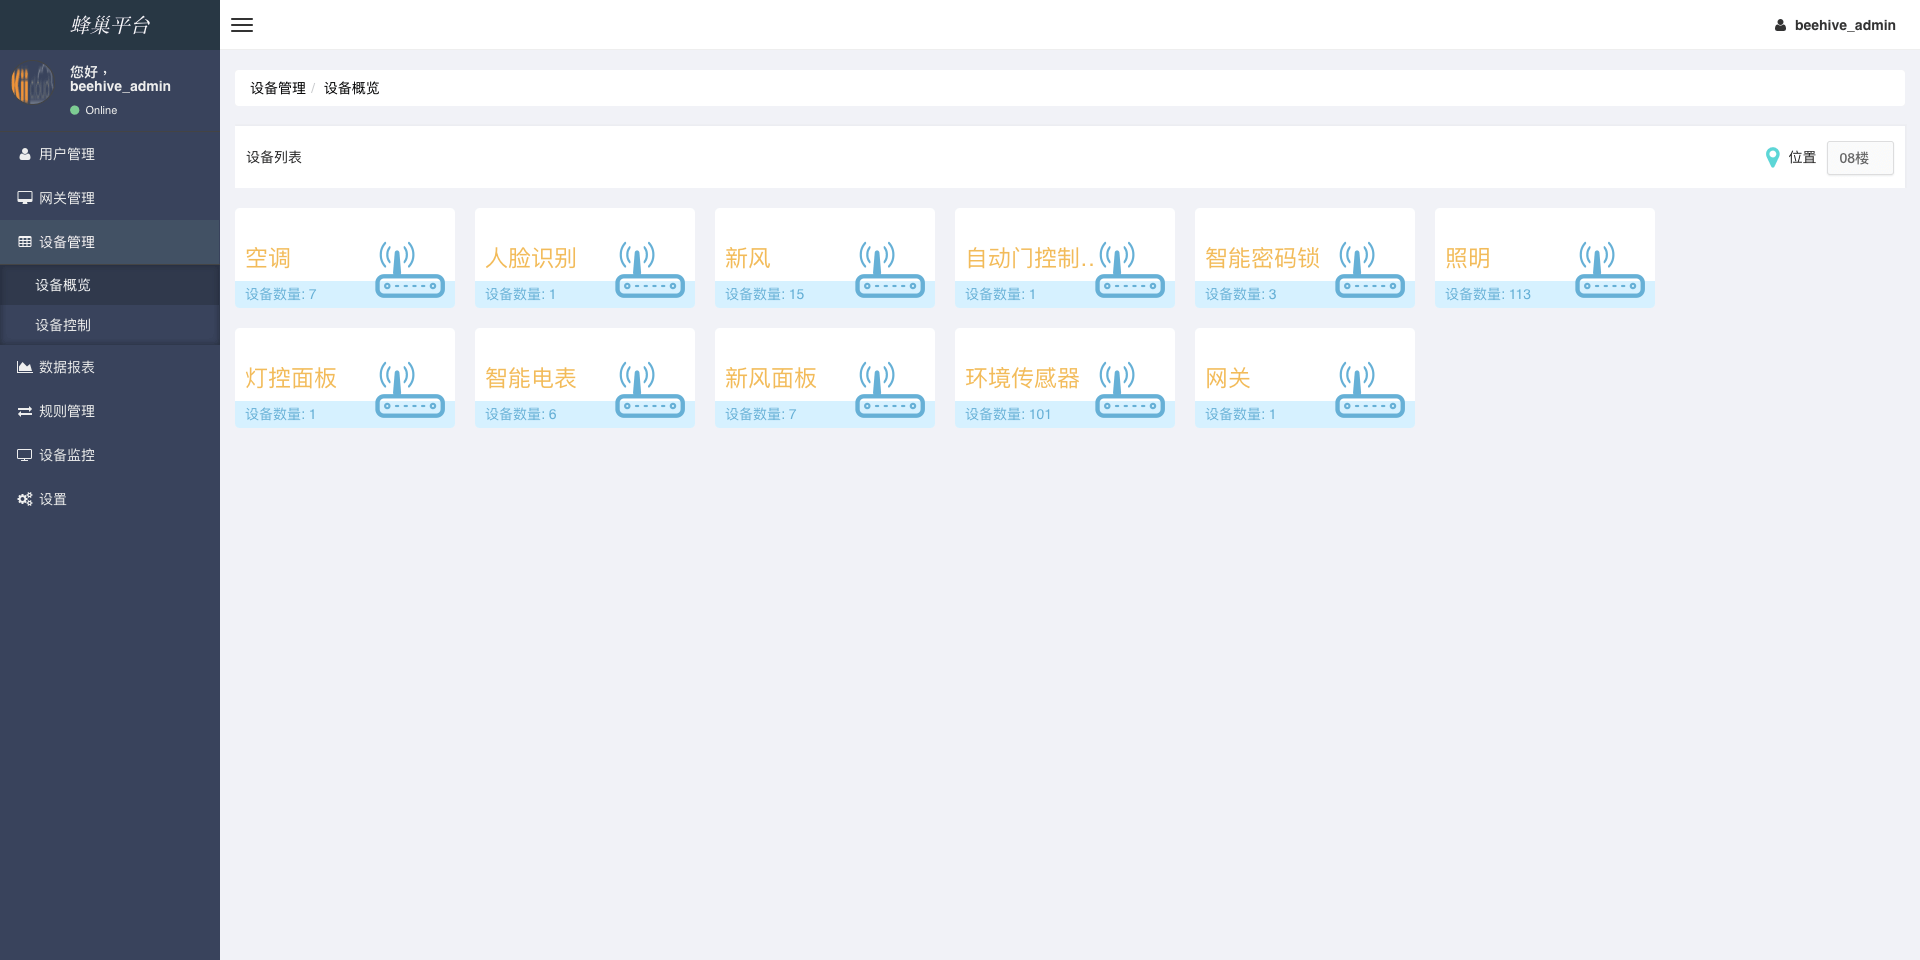 蜂巢平台
beehive_admin
您好，
beehive_admin
Online
用户管理
网关管理
设备管理
设备概览
设备控制
数据报表
规则管理
设备监控
设置
设备管理 / 设备概览
设备列表
位置 08楼
空调
设备数量: 7
人脸识别
设备数量: 1
新风
设备数量: 15
自动门控制..
设备数量: 1
智能密码锁
设备数量: 3
照明
设备数量: 113
灯控面板
设备数量: 1
智能电表
设备数量: 6
新风面板
设备数量: 7
环境传感器
设备数量: 101
网关
设备数量: 1